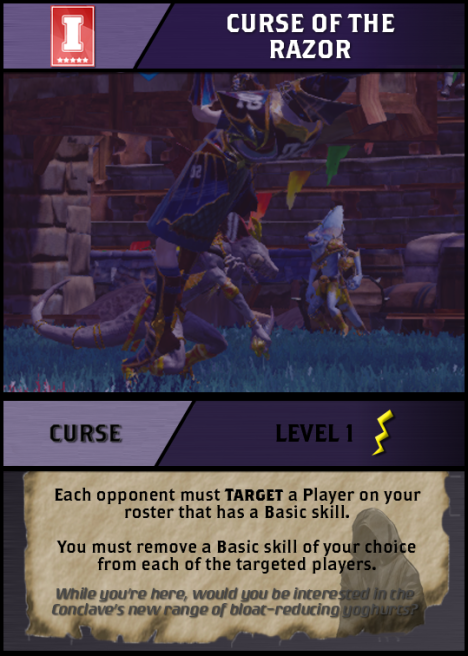 I
CURSE OF THE
RAZOR
12
CURSE
LEVEL 1
Each opponent must TARGET a Player on your
roster that has a Basic skill.
You must remove a Basic skill of your choice
from each of the targeted players.
While you're here, would you be interested in the
Conclave's new range of bloat-reducing yoghurts?